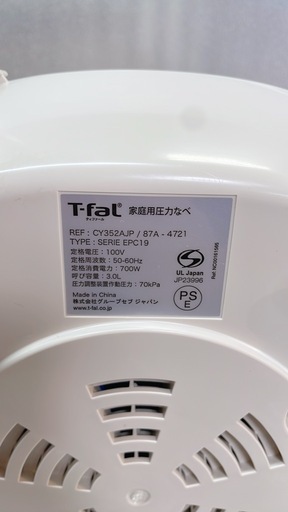 T-fal 家庭用圧力なべ
ティファール
REF : CY352AJP / 87A - 4721
TYPE : SERIE EPC19
定格電圧 : 100V
定格周波数 : 50-60Hz
定格消費電力 : 700W
呼び容量 : 3.0L
圧力調整装置作動圧力 : 70kPa
Made in China
株式会社グループセブ ジャパン
www.t-fal.co.jp
UL Japan
JP23996
PS
E